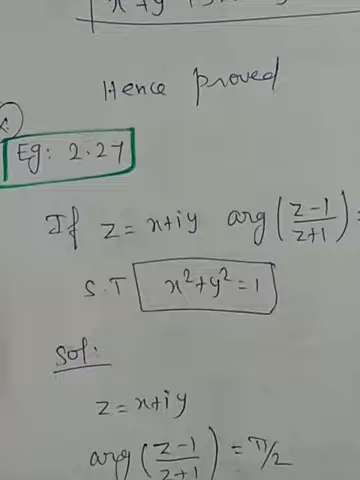 Hence proved
Eg: 2.27
If z = x+iy arg(z-1/z+1) =
S.T x²+y²=1
Sol:
z = x+iy
arg(z-1/z+1) = π/2